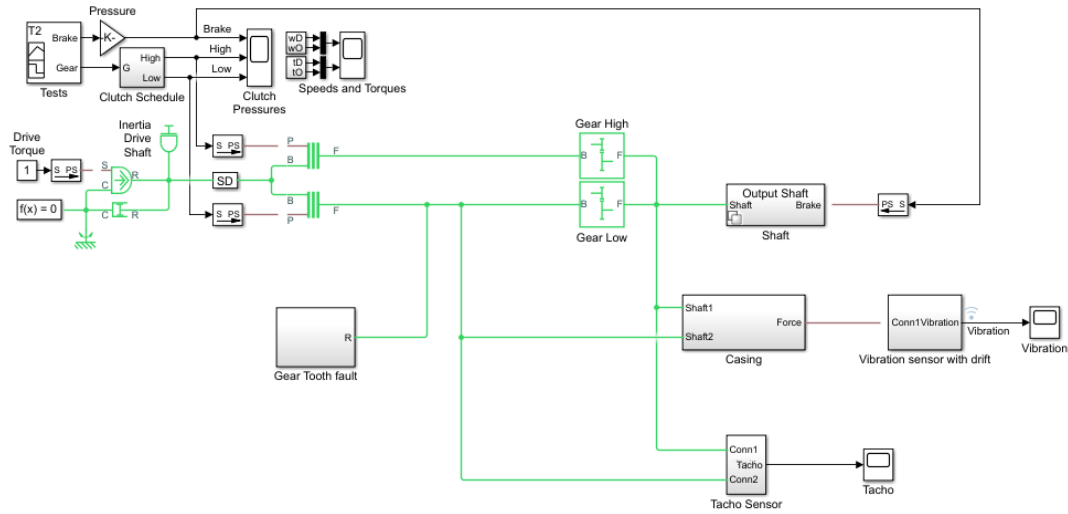 Pressure
T2
Brake
Gear
Tests
-K-
G
High
Low
Clutch Schedule
Brake
High
Low
Clutch
Pressures
wD
wO
tD
tO
Speeds and Torques
Inertia
Drive
Shaft
Drive
Torque
1
S PS
S
C
R
f(x) = 0
C
R
SD
S PS
P
B
F
S PS
B
P
F
Gear High
B
F
B
F
Gear Low
Output Shaft
Shaft
Brake
Shaft
PS S
R
Gear Tooth fault
Shaft1
Shaft2
Force
Casing
Conn1
Vibration
Vibration sensor with drift
Vibration
Vibration
Conn1
Tacho
Conn2
Tacho Sensor
Tacho